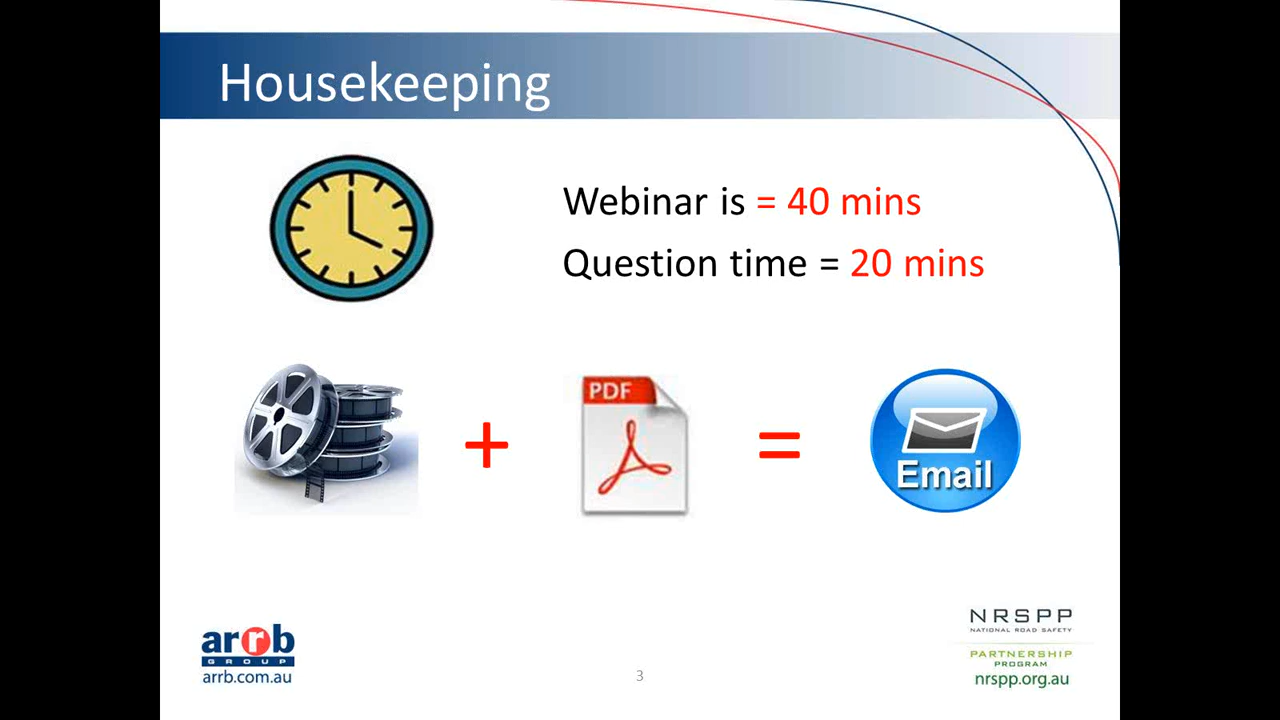 Housekeeping
Webinar is = 40 mins
Question time = 20 mins
+
PDF
=
Email
arrb
GROUP
arrb.com.au
3
NRSPP
NATIONAL ROAD SAFETY
PARTNERSHIP
PROGRAM
nrspp.org.au